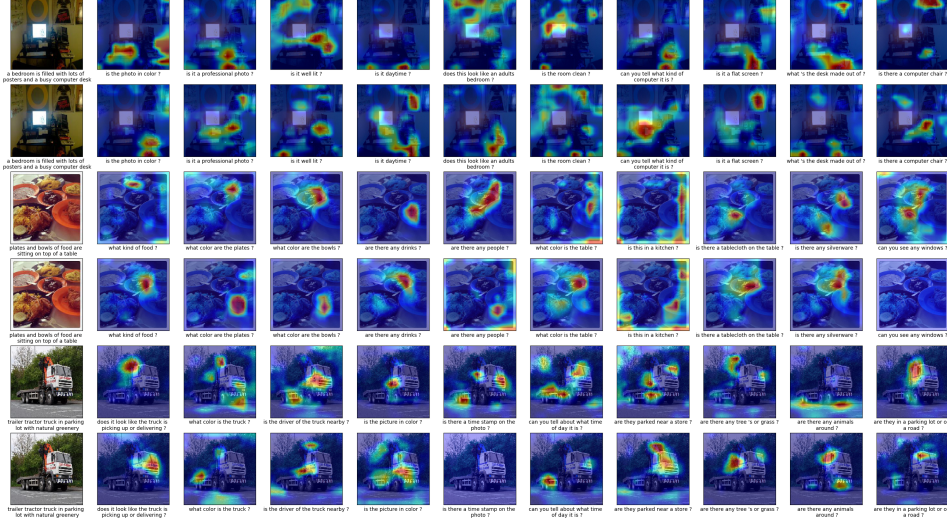 a bedroom is filled with lots of
posters and a busy computer desk
is the photo in color ?
is it a professional photo ?
is it well lit ?
is it daytime ?
does this look like an adults
bedroom ?
is the room clean ?
can you tell what kind of
computer it is ?
is it a flat screen ?
what 's the desk made out of ?
is there a computer chair ?
a bedroom is filled with lots of
posters and a busy computer desk
is the photo in color ?
is it a professional photo ?
is it well lit ?
is it daytime ?
does this look like an adults
bedroom ?
is the room clean ?
can you tell what kind of
computer it is ?
is it a flat screen ?
what 's the desk made out of ?
is there a computer chair ?
plates and bowls of food are
sitting on top of a table
what kind of food ?
what color are the plates ?
what color are the bowls ?
are there any drinks ?
are there any people ?
what color is the table ?
is this in a kitchen ?
is there a tablecloth on the table ?
is there any silverware ?
can you see any windows ?
plates and bowls of food are
sitting on top of a table
what kind of food ?
what color are the plates ?
what color are the bowls ?
are there any drinks ?
are there any people ?
what color is the table ?
is this in a kitchen ?
is there a tablecloth on the table ?
is there any silverware ?
can you see any windows ?
trailer tractor truck in parking
lot with natural greenery
does it look like the truck is
picking up or delivering ?
what color is the truck ?
is the driver of the truck nearby ?
is the picture in color ?
is there a time stamp on the
photo ?
can you tell about what time
of day it is ?
are they parked near a store ?
are there any tree 's or grass ?
are there any animals
around ?
are they in a parking lot or o
a road ?
trailer tractor truck in parking
lot with natural greenery
does it look like the truck is
picking up or delivering ?
what color is the truck ?
is the driver of the truck nearby ?
is the picture in color ?
is there a time stamp on the
photo ?
can you tell about what time
of day it is ?
are they parked near a store ?
are there any tree 's or grass ?
are there any animals
around ?
are they in a parking lot or o
a road ?